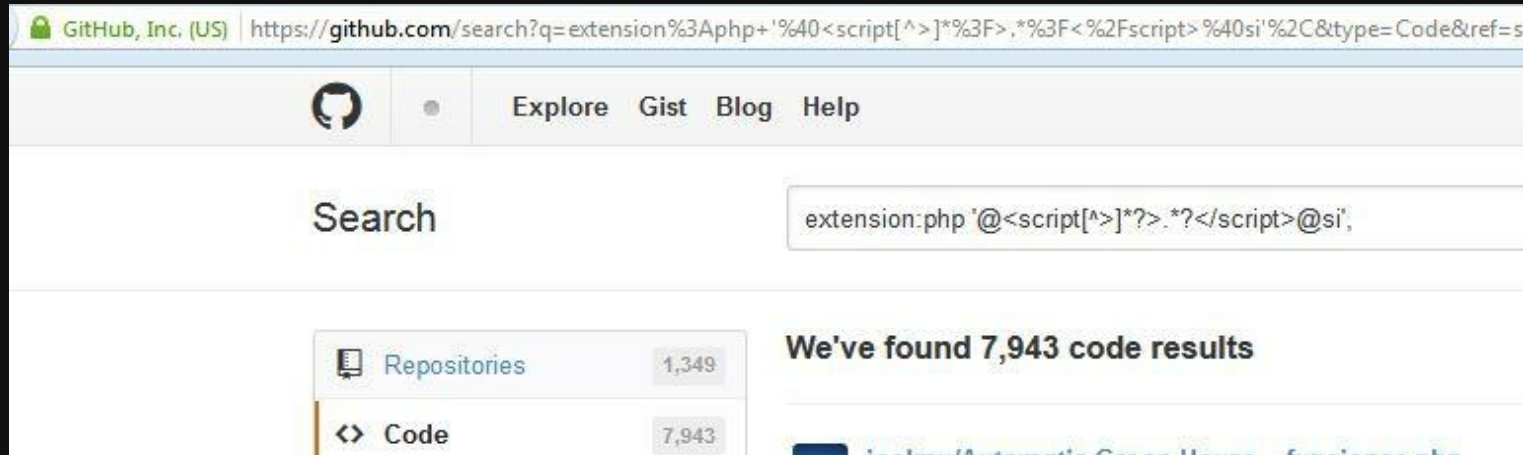 GitHub, Inc. (US) https://github.com/search?q=extension%3Aphp+'%40<script[^>]*%3F>.*%3F<%2Fscript>%40si'%2C&type=Code&ref=s
Explore Gist Blog Help
Search
extension:php '@<script[^>]*?>.*?</script>@si',
Repositories 1,349
We've found 7,943 code results
<> Code 7,943